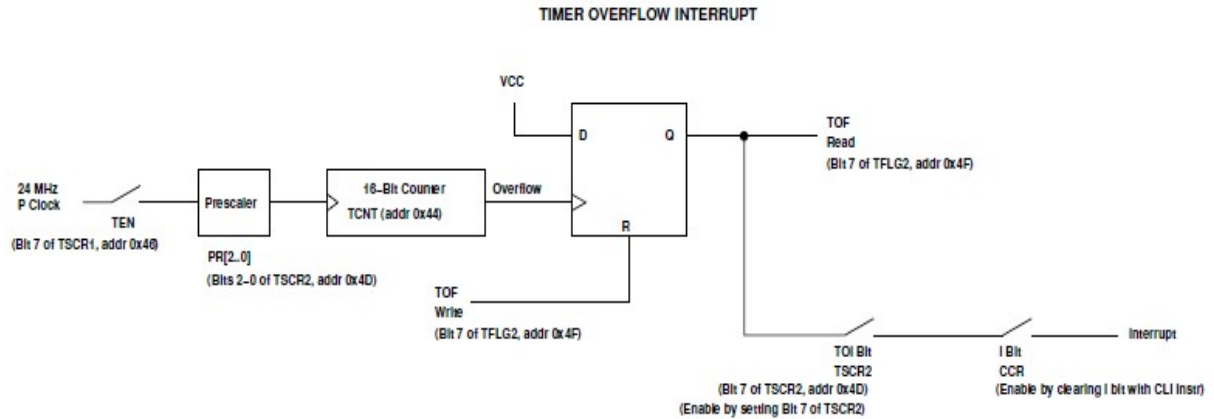 TIMER OVERFLOW INTERRUPT
VCC
D
Q
TOF
Read
(Bit 7 of TFLG2, addr 0x4F)
24 MHz
P Clock
TEN
(Bit 7 of TSCR1, addr 0x46)
Prescaler
PR[2..0]
(Bits 2-0 of TSCR2, addr 0x4D)
16-Bit Counter
TCNT (addr 0x44)
Overflow
R
TOF
Write
(Bit 7 of TFLG2, addr 0x4F)
TOI Bit
TSCR2
(Bit 7 of TSCR2, addr 0x4D)
(Enable by setting Bit 7 of TSCR2)
I Bit
CCR
(Enable by clearing I bit with CLI Instr)
Interrupt